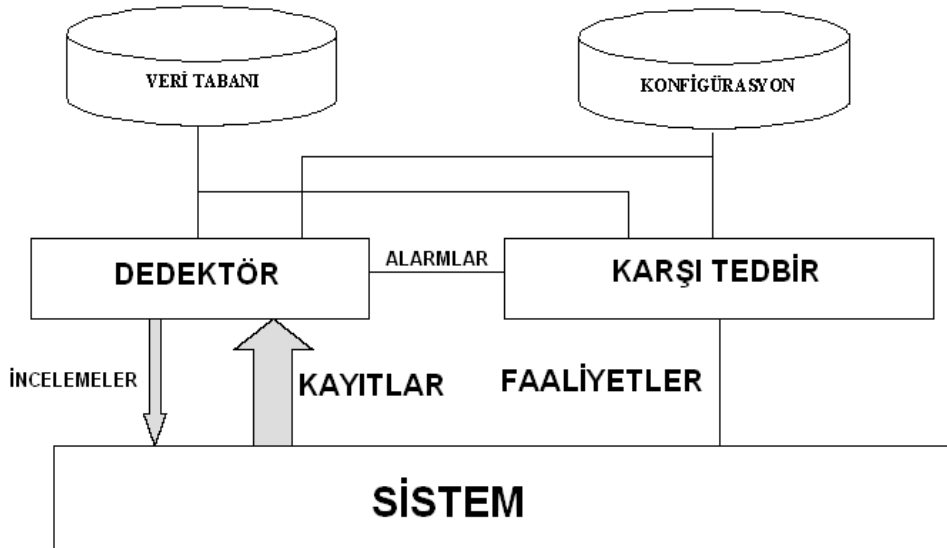 VERİ TABANI
KONFİGÜRASYON
DEDEKTÖR
ALARMLAR
KARŞI TEDBİR
İNCELEMELER
KAYITLAR
FAALİYETLER
SİSTEM